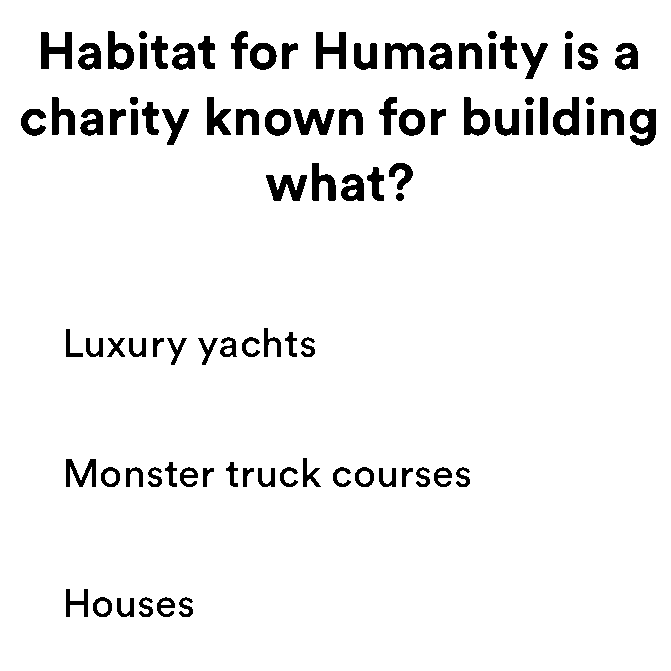 Habitat for Humanity is a
charity known for building
what?
Luxury yachts
Monster truck courses
Houses